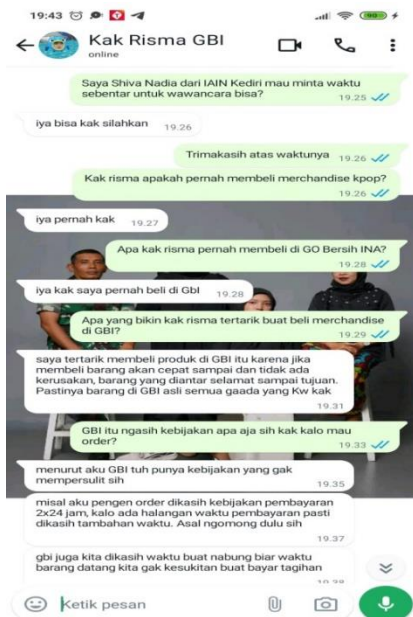 19:43
90
Kak Risma GBI
online
Saya Shiva Nadia dari IAIN Kediri mau minta waktu
sebentar untuk wawancara bisa?
19.25
iya bisa kak silahkan 19.26
Trimakasih atas waktunya 19.26
Kak risma apakah pernah membeli merchandise kpop?
19.26
iya pernah kak 19.27
Apa kak risma pernah membeli di GO Bersih INA?
19.28
iya kak saya pernah beli di GbI 19.28
Apa yang bikin kak risma tertarik buat beli merchandise
di GBI?
19.29
saya tertarik membeli produk di GBI itu karena jika
membeli barang akan cepat sampai dan tidak ada
kerusakan, barang yang diantar selamat sampai tujuan.
Pastinya barang di GBI asli semua gaada yang Kw kak
19.31
GBI itu ngasih kebijakan apa aja sih kak kalo mau
order?
19.33
menurut aku GBI tuh punya kebijakan yang gak
mempersulit sih
19.35
misal aku pengen order dikasih kebijakan pembayaran
2x24 jam, kalo ada halangan waktu pembayaran pasti
dikasih tambahan waktu. Asal ngomong dulu sih
19.37
gbi juga kita dikasih waktu buat nabung biar waktu
barang datang kita gak kesukitan buat bayar tagihan
Ketik pesan